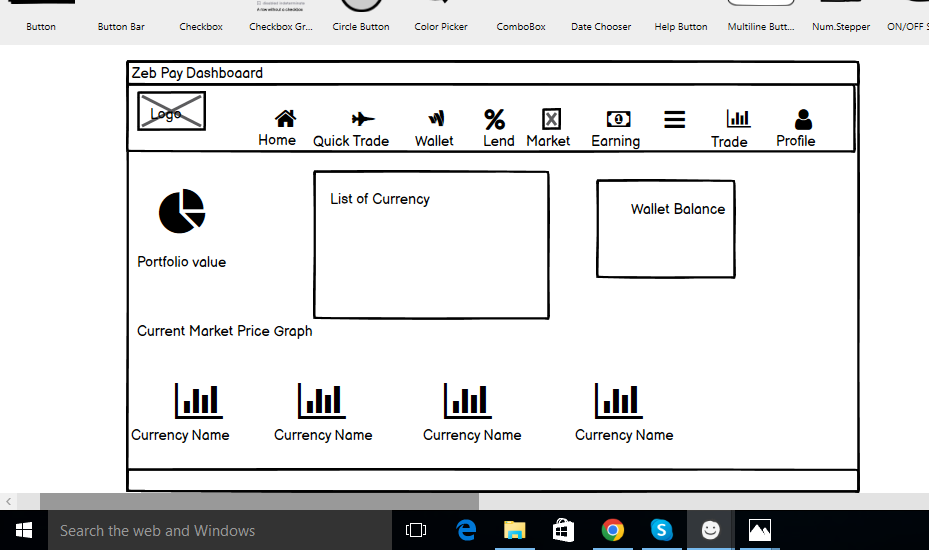 Button Button Bar Checkbox Checkbox Gr... Circle Button Color Picker ComboBox Date Chooser Help Button Multiline Butt... Num.Stepper ON/OFF S
Zeb Pay Dashboaard
Logo
Home Quick Trade Wallet Lend Market Earning Trade Profile
List of Currency
Wallet Balance
Portfolio value
Current Market Price Graph
Currency Name Currency Name Currency Name Currency Name
Search the web and Windows